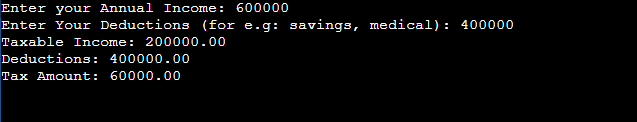 Enter your Annual Income: 600000
Enter Your Deductions (for e.g: savings, medical): 400000
Taxable Income: 200000.00
Deductions: 400000.00
Tax Amount: 60000.00